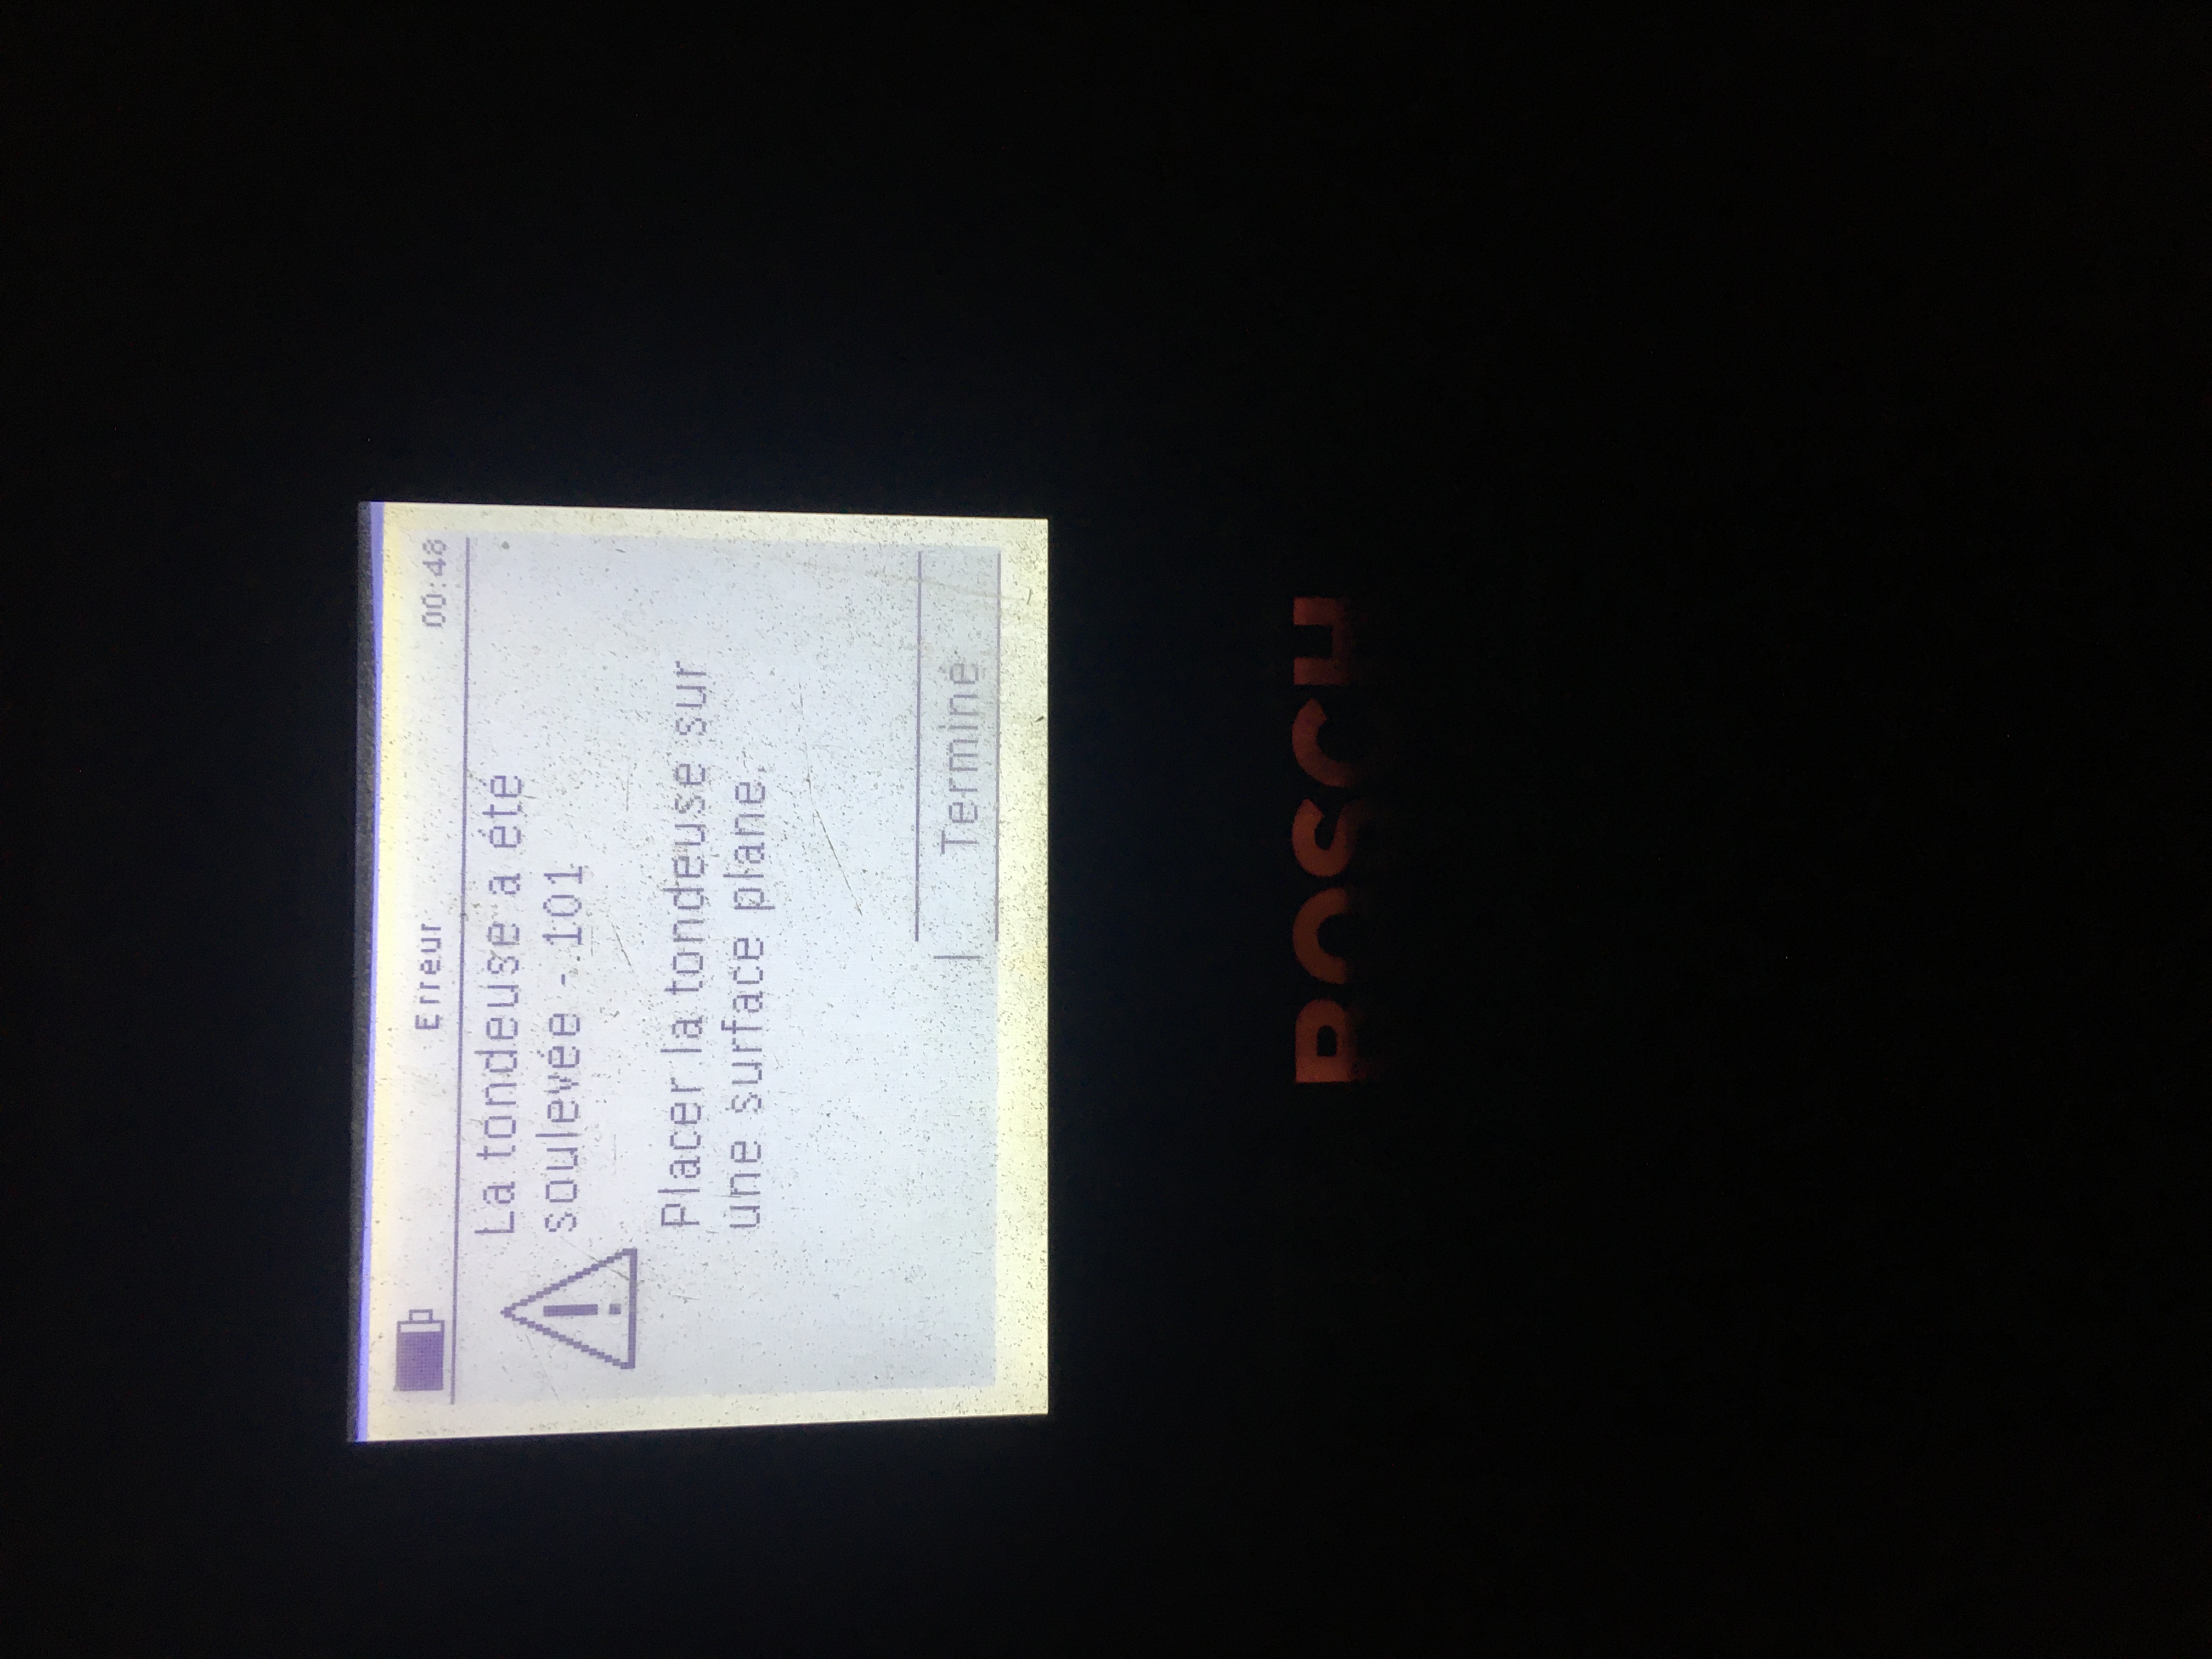 Erreur 00:48
La tondeuse a été
soulevée - 101
Placer la tondeuse sur
une surface plane.
Terminé
BOSCH